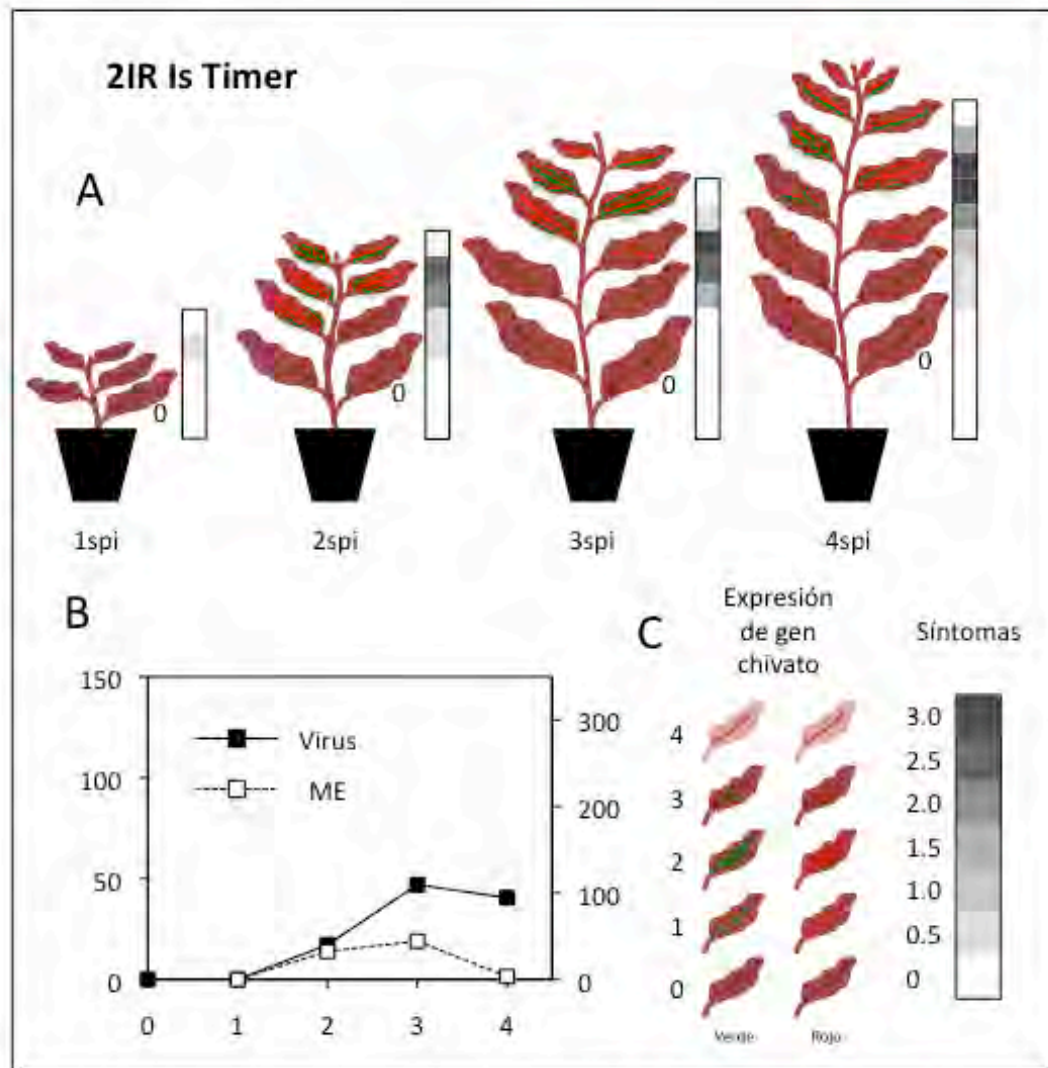 2IR Is Timer
A
0
0
0
0
1spi
2spi
3spi
4spi
B
150
100
50
0
Virus
ME
300
200
100
0
0
1
2
3
4
C
Expresión
de gen
chivato
Síntomas
4
3
2
1
0
Verde
Rojo
3.0
2.5
2.0
1.5
1.0
0.5
0